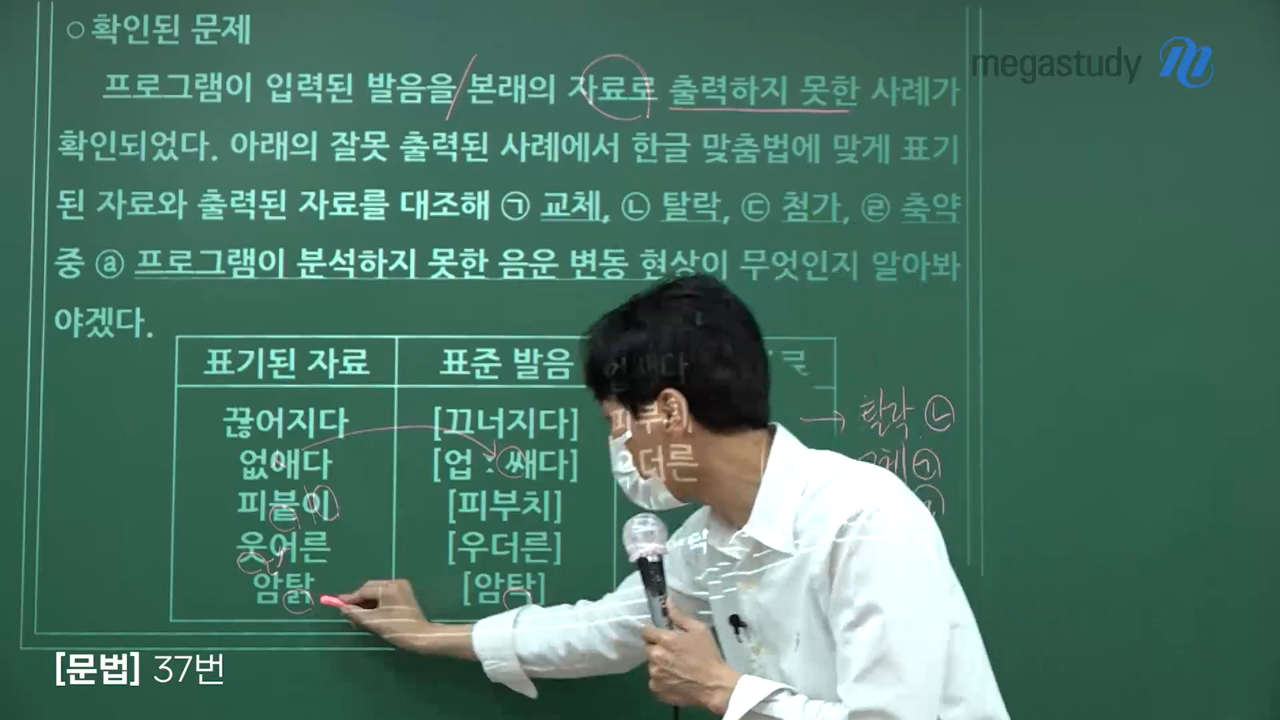 ○ 확인된 문제
megastudy
프로그램이 입력된 발음을/본래의 자료로 출력하지 못한 사례가
확인되었다. 아래의 잘못 출력된 사례에서 한글 맞춤법에 맞게 표기
된 자료와 출력된 자료를 대조해 ㉠ 교체, ㉡ 탈락, ㉢ 첨가, ㉣ 축약
중 ⓐ 프로그램이 분석하지 못한 음운 변동 현상이 무엇인지 알아봐
야겠다.
표기된 자료 표준 발음
끊어지다 [끄너지다] → 탈락 ㉡
없애다 [업ː쌔다]
피붙이 [피부치]
웃어른 [우더른]
암탉 [암탁]
[문법] 37번